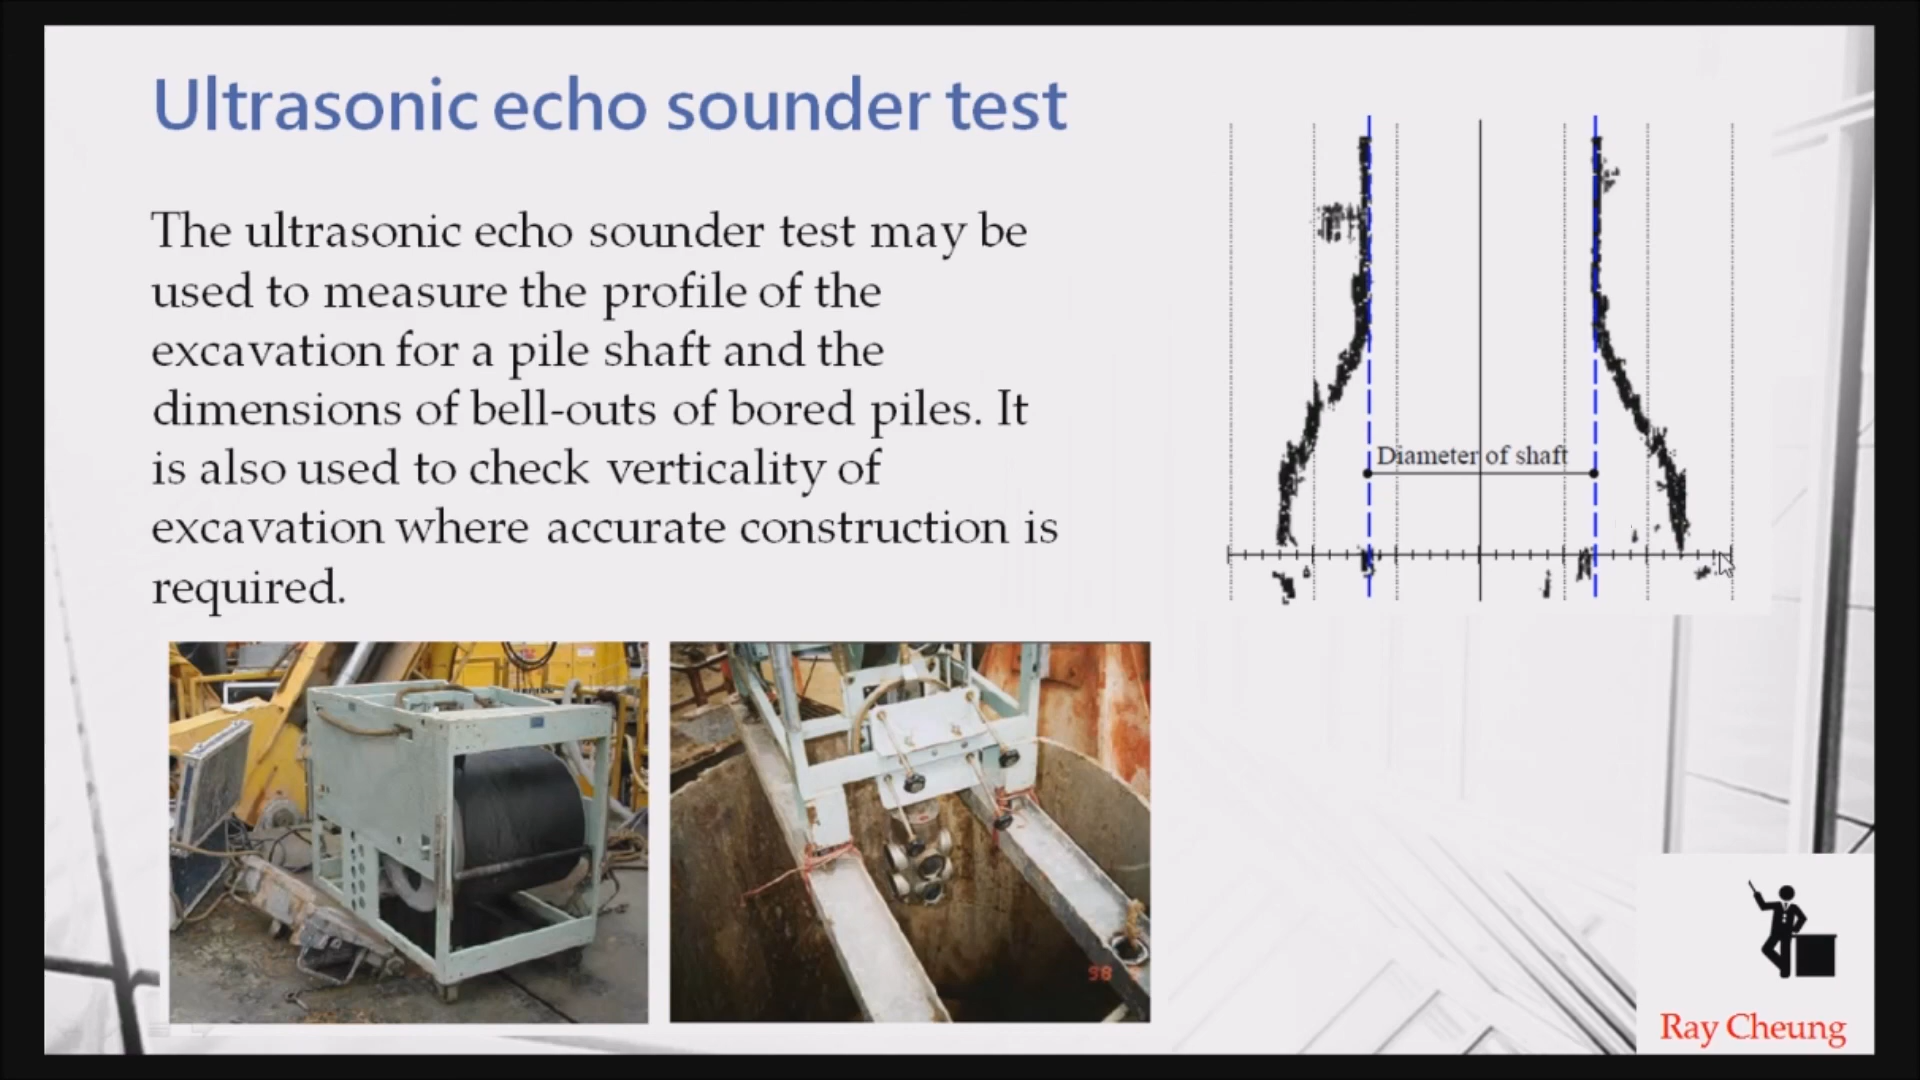 Ultrasonic echo sounder test
The ultrasonic echo sounder test may be
used to measure the profile of the
excavation for a pile shaft and the
dimensions of bell-outs of bored piles. It
is also used to check verticality of
excavation where accurate construction is
required.
Diameter of shaft
98
Ray Cheung